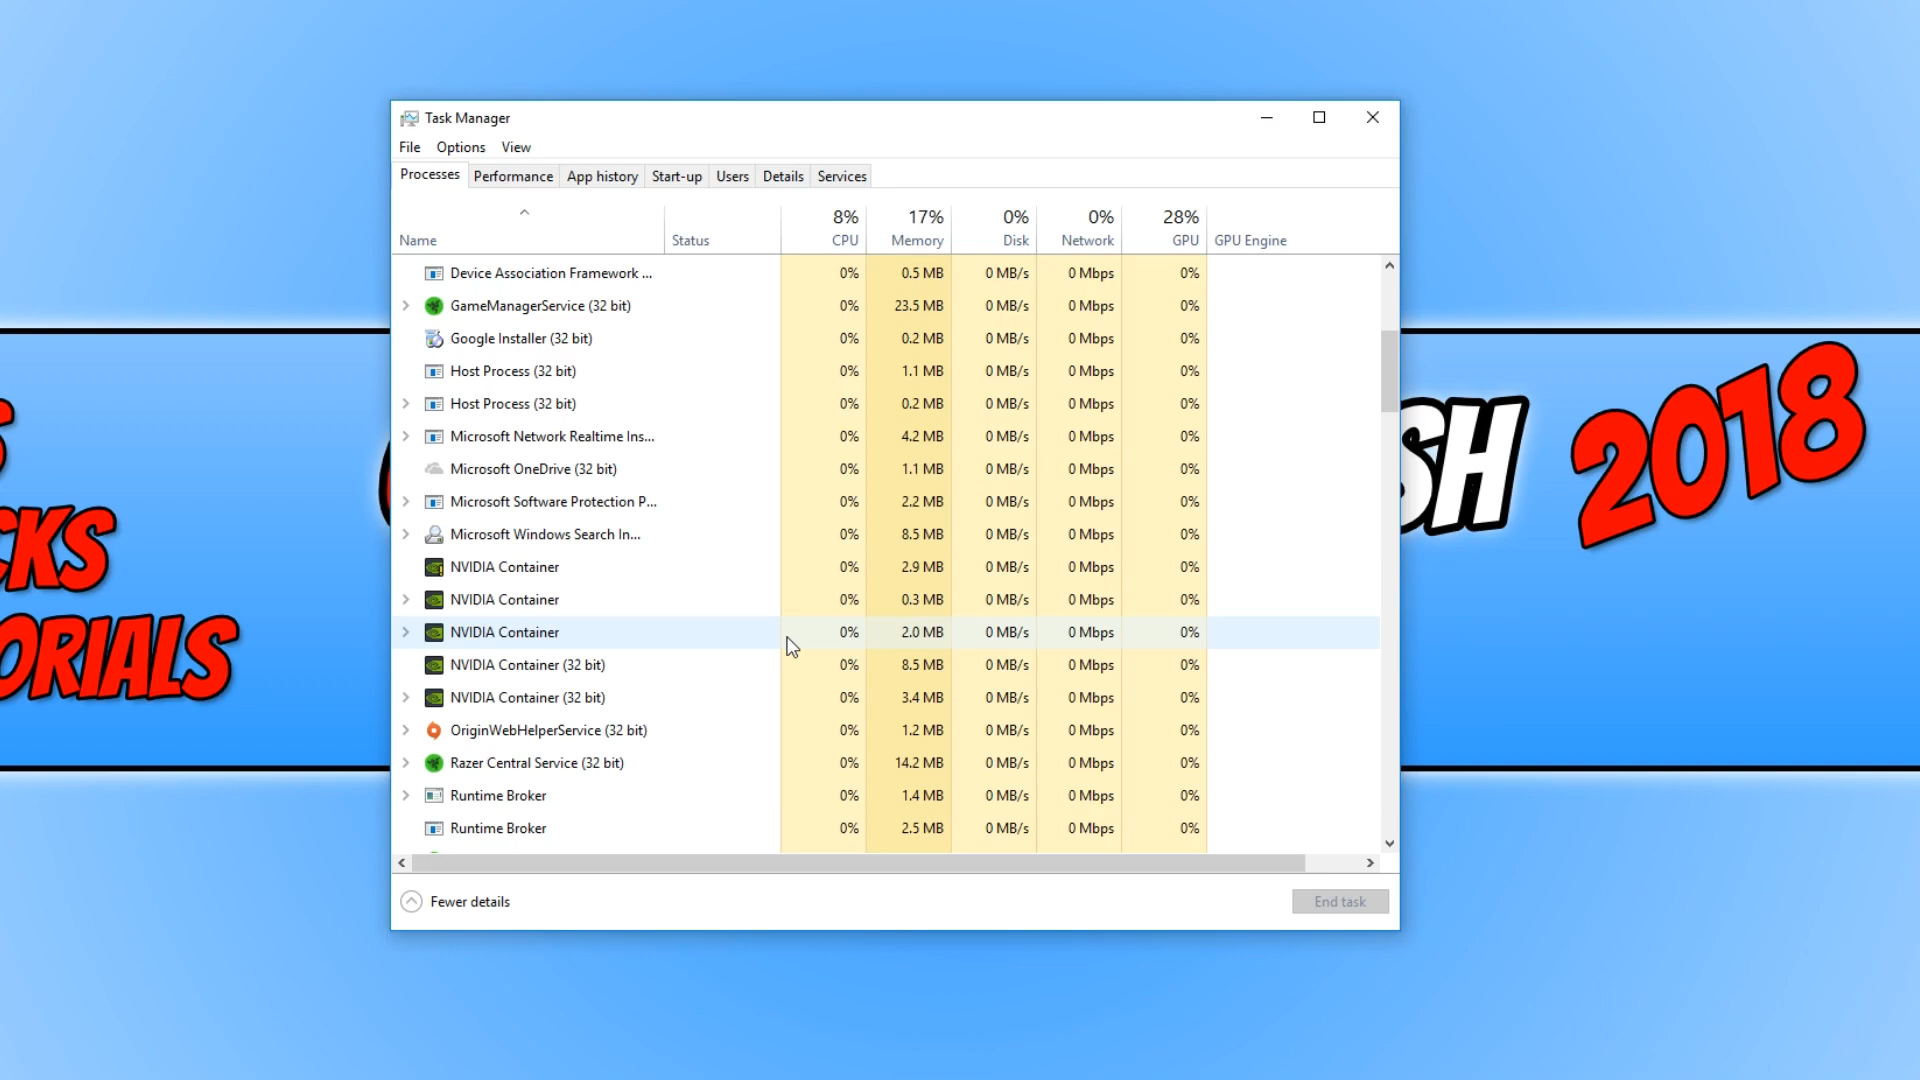 Task Manager
File Options View
Processes Performance App history Start-up Users Details Services
8% 17% 0% 0% 28%
Name Status CPU Memory Disk Network GPU GPU Engine
Device Association Framework ... 0% 0.5 MB 0 MB/s 0 Mbps 0%
GameManagerService (32 bit) 0% 23.5 MB 0 MB/s 0 Mbps 0%
Google Installer (32 bit) 0% 0.2 MB 0 MB/s 0 Mbps 0%
Host Process (32 bit) 0% 1.1 MB 0 MB/s 0 Mbps 0%
Host Process (32 bit) 0% 0.2 MB 0 MB/s 0 Mbps 0%
Microsoft Network Realtime Ins... 0% 4.2 MB 0 MB/s 0 Mbps 0%
Microsoft OneDrive (32 bit) 0% 1.1 MB 0 MB/s 0 Mbps 0%
Microsoft Software Protection P... 0% 2.2 MB 0 MB/s 0 Mbps 0%
Microsoft Windows Search In... 0% 8.5 MB 0 MB/s 0 Mbps 0%
NVIDIA Container 0% 2.9 MB 0 MB/s 0 Mbps 0%
NVIDIA Container 0% 0.3 MB 0 MB/s 0 Mbps 0%
NVIDIA Container 0% 2.0 MB 0 MB/s 0 Mbps 0%
NVIDIA Container (32 bit) 0% 8.5 MB 0 MB/s 0 Mbps 0%
NVIDIA Container (32 bit) 0% 3.4 MB 0 MB/s 0 Mbps 0%
OriginWebHelperService (32 bit) 0% 1.2 MB 0 MB/s 0 Mbps 0%
Razer Central Service (32 bit) 0% 14.2 MB 0 MB/s 0 Mbps 0%
Runtime Broker 0% 1.4 MB 0 MB/s 0 Mbps 0%
Runtime Broker 0% 2.5 MB 0 MB/s 0 Mbps 0%
Fewer details End task
CKS
ORIALS
SH 2018